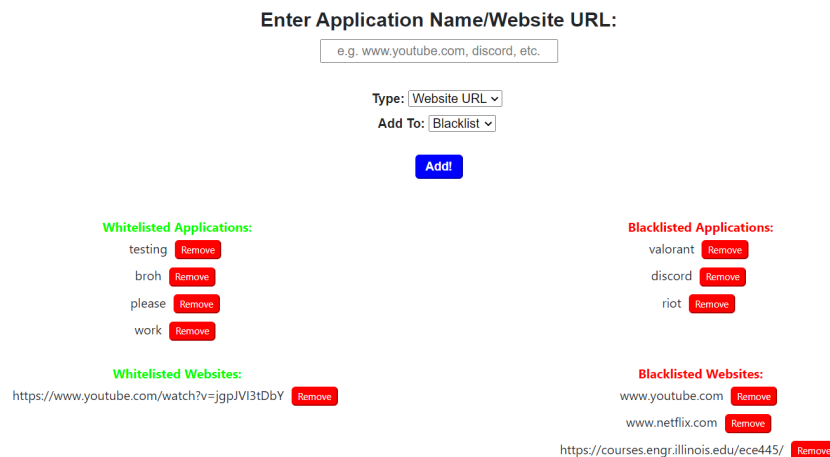 Enter Application Name/Website URL:
e.g. www.youtube.com, discord, etc.
Type: Website URL
Add To: Blacklist
Add!
Whitelisted Applications:
testing Remove
broh Remove
please Remove
work Remove
Blacklisted Applications:
valorant Remove
discord Remove
riot Remove
Whitelisted Websites:
https://www.youtube.com/watch?v=jgpJVI3tDbY Remove
Blacklisted Websites:
www.youtube.com Remove
www.netflix.com Remove
https://courses.engr.illinois.edu/ece445/ Remove